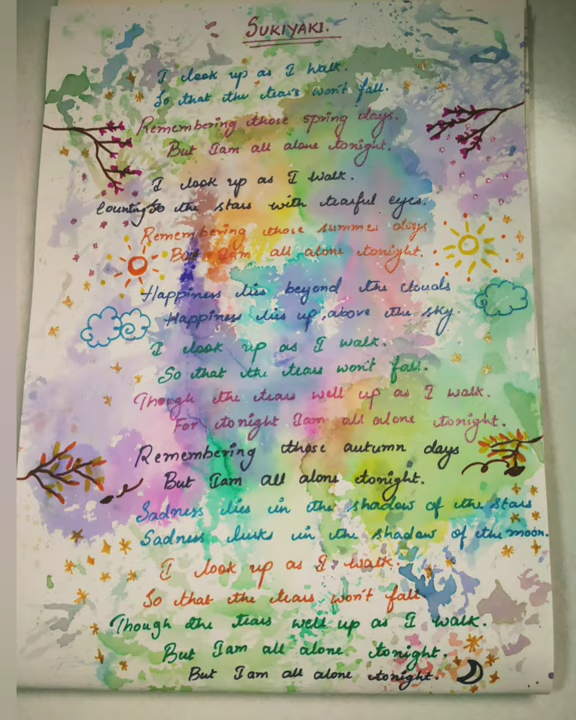 SUKIYAKI.
I look up as I walk.
So that the tears won't fall.
Remembering those spring days.
But I am all alone tonight.
I look up as I walk.
Counting the stars with tearful eyes.
Remembering those summer days
But I am all alone tonight.
Happiness lies beyond the clouds
Happiness lies up above the sky.
I look up as I walk.
So that the tears won't fall.
Though the tears well up as I walk.
For tonight I am all alone tonight.
Remembering those autumn days
But I am all alone tonight.
Sadness lies in the shadow of the stars
Sadness lurks in the shadow of the moon.
I look up as I walk.
So that the tears won't fall
Though the tears well up as I walk.
But I am all alone tonight.
But I am all alone tonight.